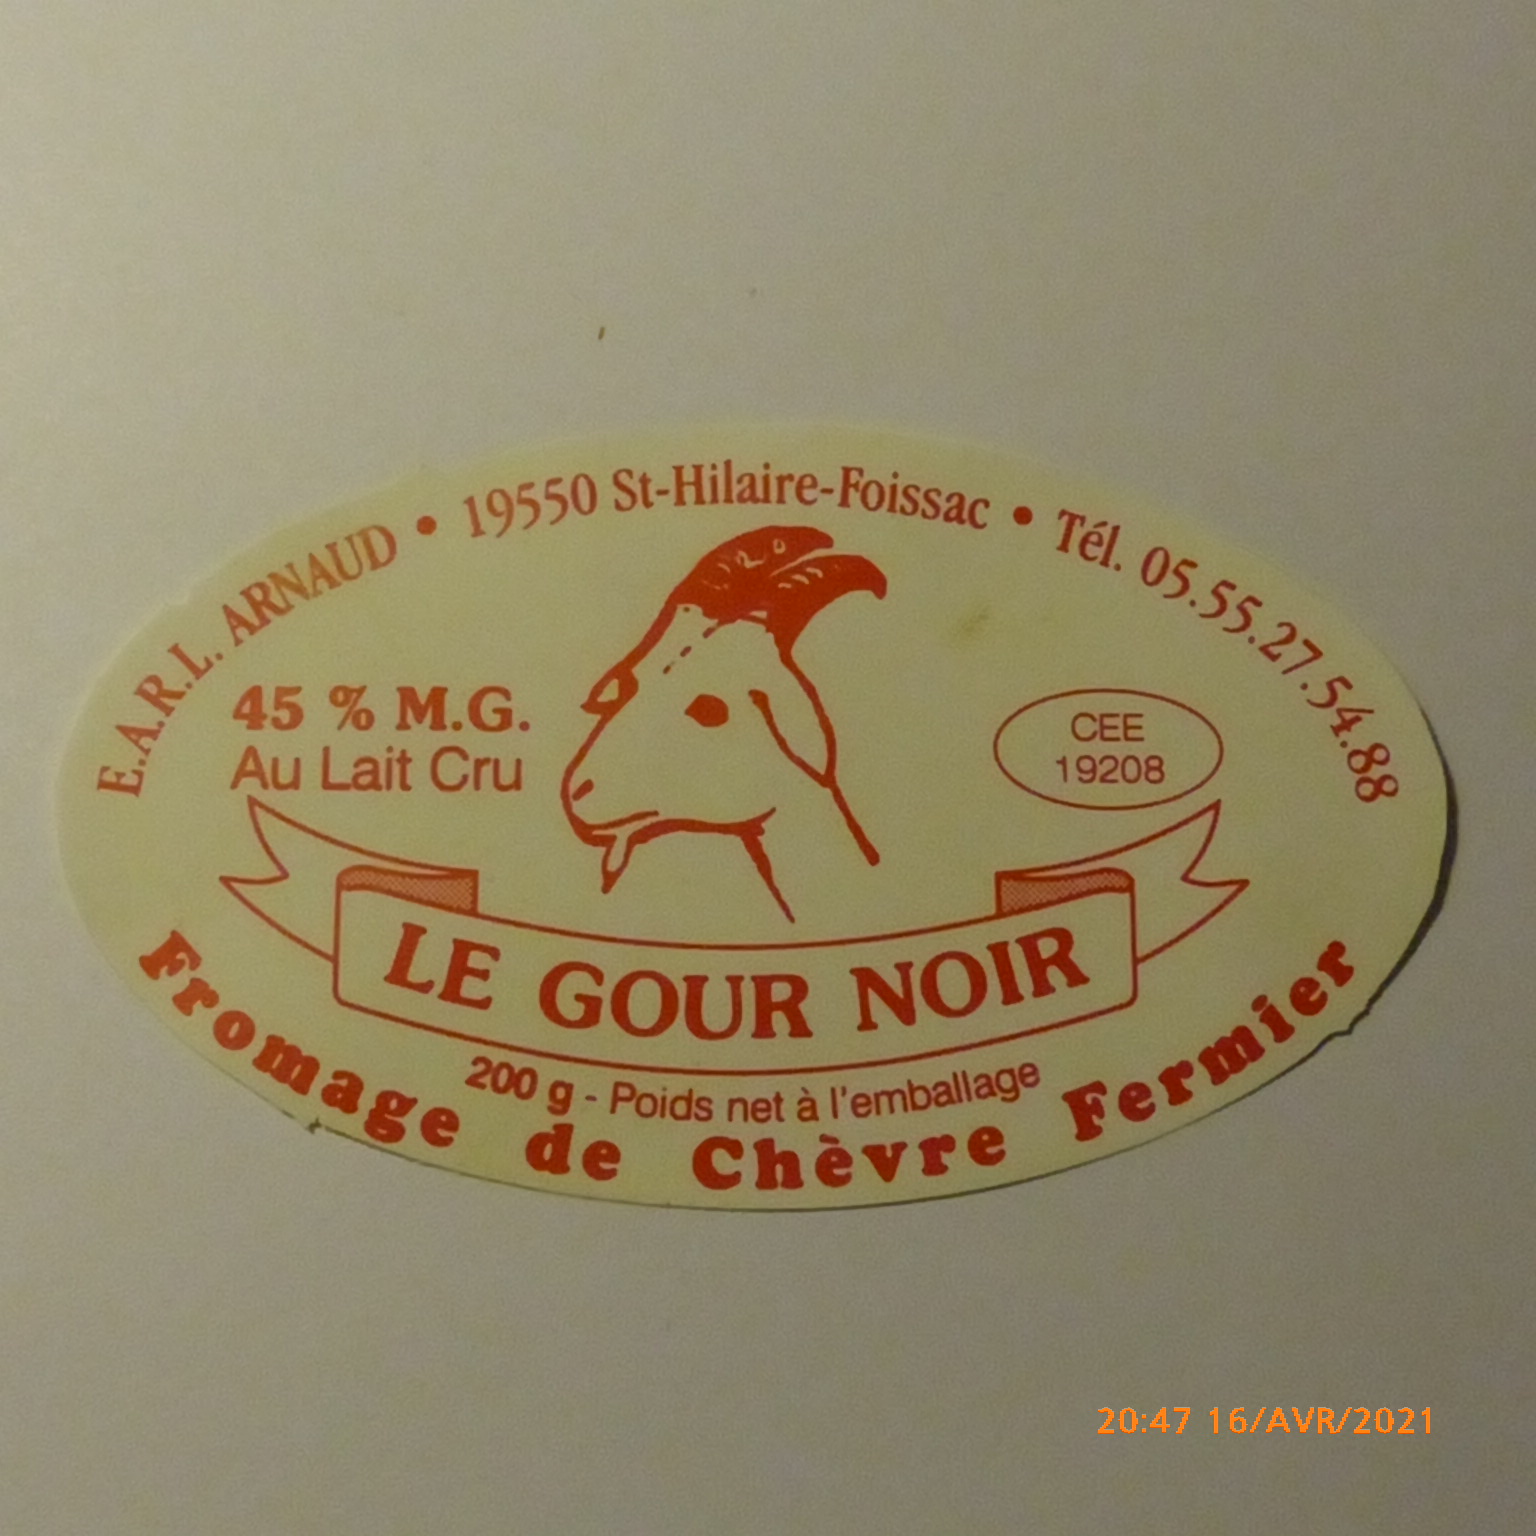 E.A.R.L. ARNAUD • 19550 St-Hilaire-Foissac • Tél. 05.55.27.54.88
45 % M.G.
Au Lait Cru
CEE
19208
LE GOUR NOIR
200 g - Poids net à l'emballage
Fromage de Chèvre Fermier
20:47 16/AVR/2021